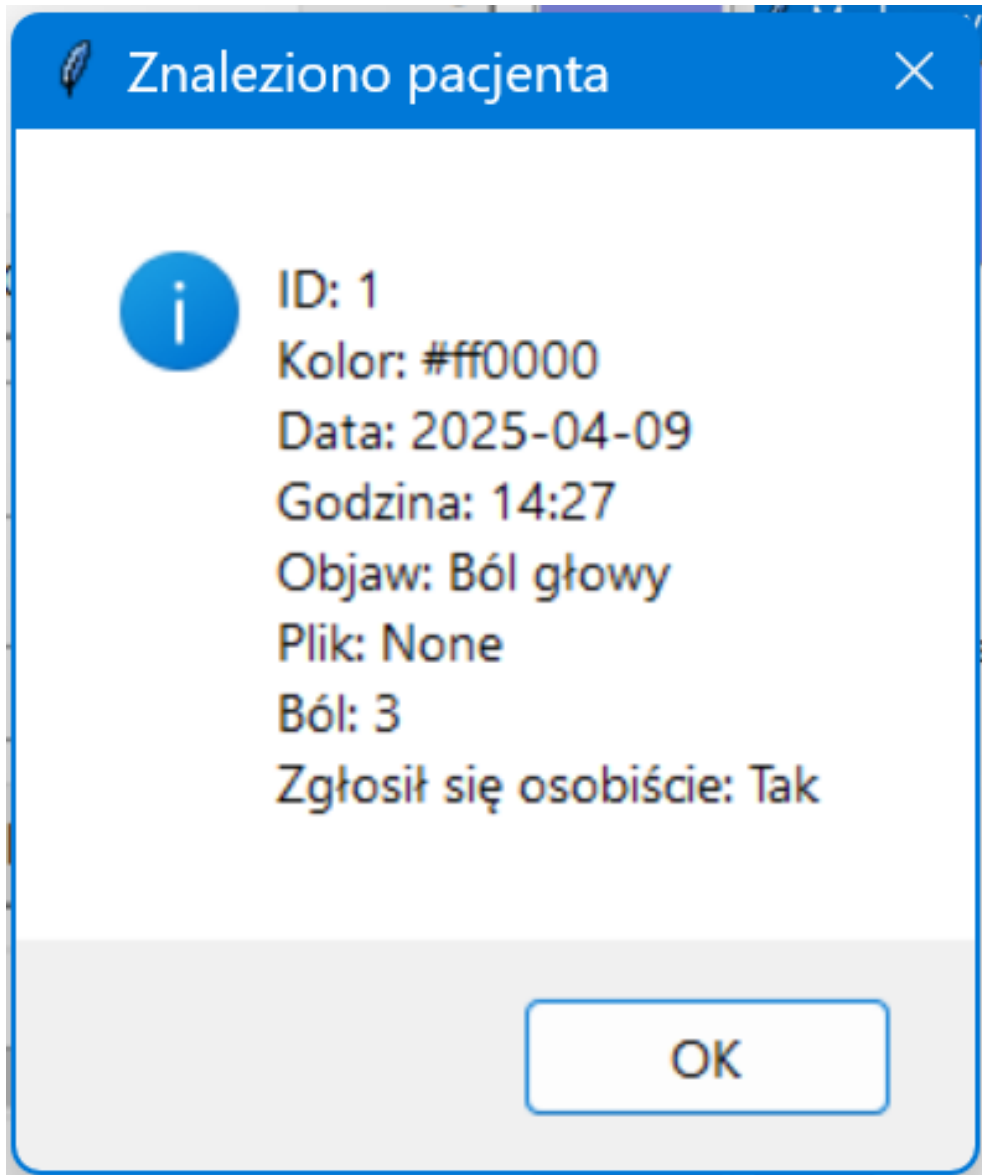 Znaleziono pacjenta
ID: 1
Kolor: #ff0000
Data: 2025-04-09
Godzina: 14:27
Objaw: Ból głowy
Plik: None
Ból: 3
Zgłosił się osobiście: Tak
OK